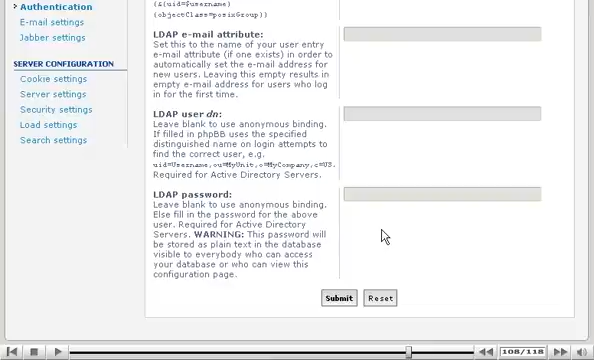 Authentication
E-mail settings
Jabber settings
SERVER CONFIGURATION
Cookie settings
Server settings
Security settings
Load settings
Search settings
(&(uid=$username)
(objectClass=posixGroup))
LDAP e-mail attribute:
Set this to the name of your user entry
e-mail attribute (if one exists) in order to
automatically set the e-mail address for
new users. Leaving this empty results in
empty e-mail address for users who log
in for the first time.
LDAP user dn:
Leave blank to use anonymous binding.
If filled in phpBB uses the specified
distinguished name on login attempts to
find the correct user, e.g.
uid=Username,ou=MyUnit,o=MyCompany,c=US.
Required for Active Directory Servers.
LDAP password:
Leave blank to use anonymous binding.
Else fill in the password for the above
user. Required for Active Directory
Servers. WARNING: This password will
be stored as plain text in the database
visible to everybody who can access
your database or who can view this
configuration page.
Submit Reset
108/118